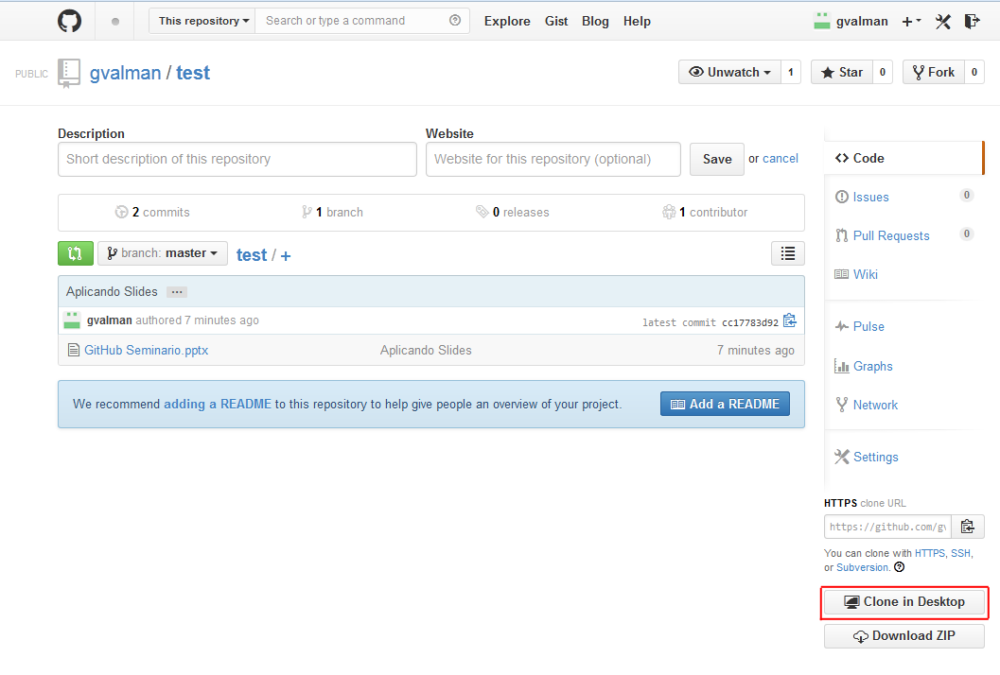 This repository Search or type a command Explore Gist Blog Help gvalman +
PUBLIC gvalman / test Unwatch 1 Star 0 Fork 0
Description Website
Short description of this repository Website for this repository (optional) Save or cancel
2 commits 1 branch 0 releases 1 contributor
branch: master test / +
Aplicando Slides ...
gvalman authored 7 minutes ago latest commit cc17783d92
GitHub Seminario.pptx Aplicando Slides 7 minutes ago
We recommend adding a README to this repository to help give people an overview of your project. Add a README
Code
Issues 0
Pull Requests 0
Wiki
Pulse
Graphs
Network
Settings
HTTPS clone URL
https://github.com/g
You can clone with HTTPS, SSH,
or Subversion.
Clone in Desktop
Download ZIP